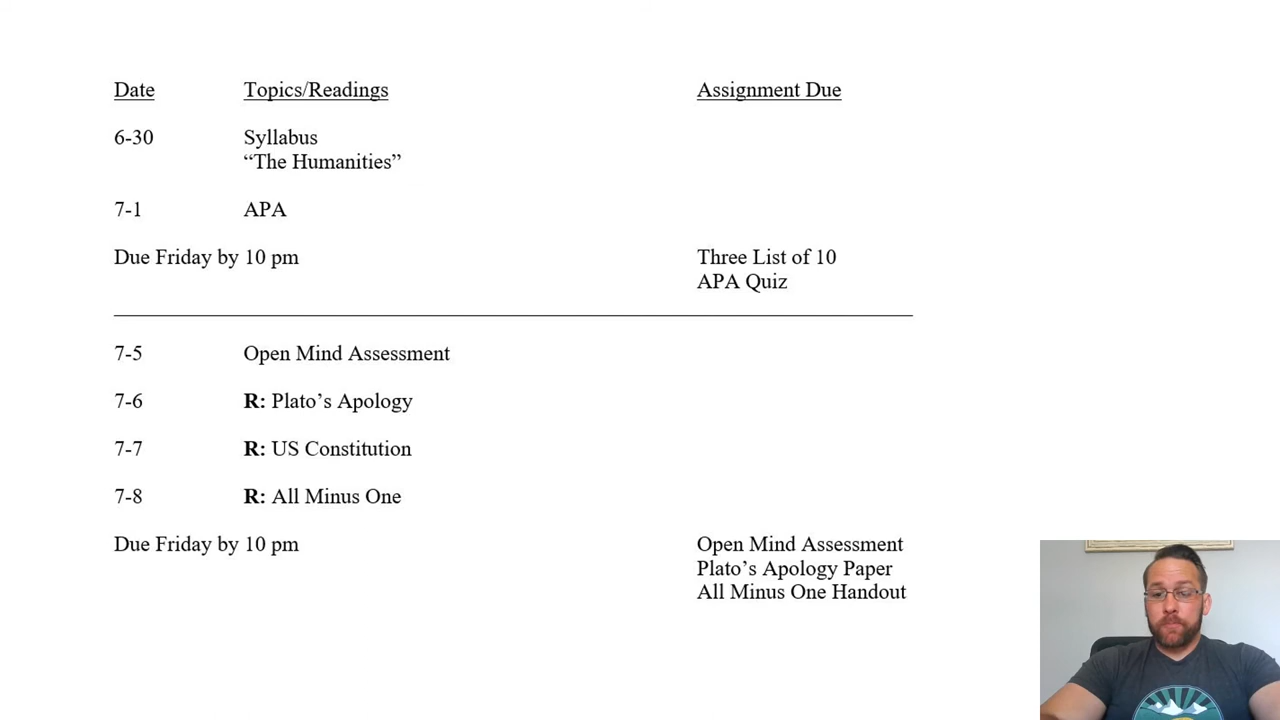 Date Topics/Readings Assignment Due
6-30 Syllabus
“The Humanities”
7-1 APA
Due Friday by 10 pm Three List of 10
APA Quiz
7-5 Open Mind Assessment
7-6 R: Plato’s Apology
7-7 R: US Constitution
7-8 R: All Minus One
Due Friday by 10 pm Open Mind Assessment
Plato’s Apology Paper
All Minus One Handout